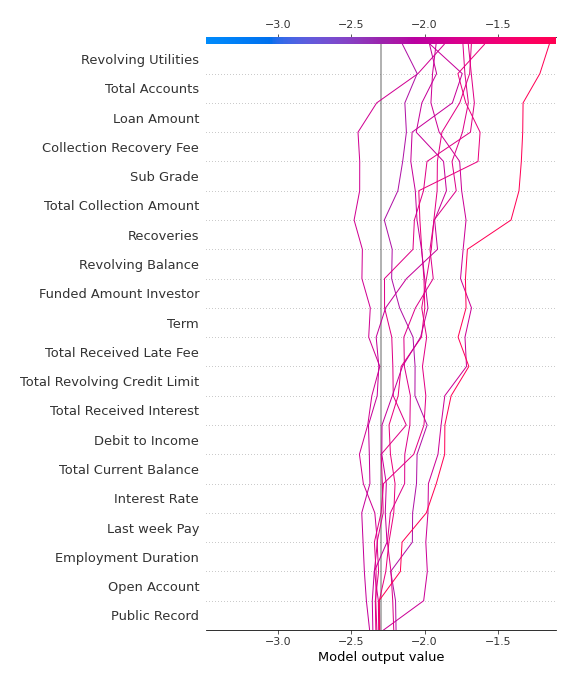 −3.0 −2.5 −2.0 −1.5
Revolving Utilities
Total Accounts
Loan Amount
Collection Recovery Fee
Sub Grade
Total Collection Amount
Recoveries
Revolving Balance
Funded Amount Investor
Term
Total Received Late Fee
Total Revolving Credit Limit
Total Received Interest
Debit to Income
Total Current Balance
Interest Rate
Last week Pay
Employment Duration
Open Account
Public Record
−3.0 −2.5 −2.0 −1.5
Model output value